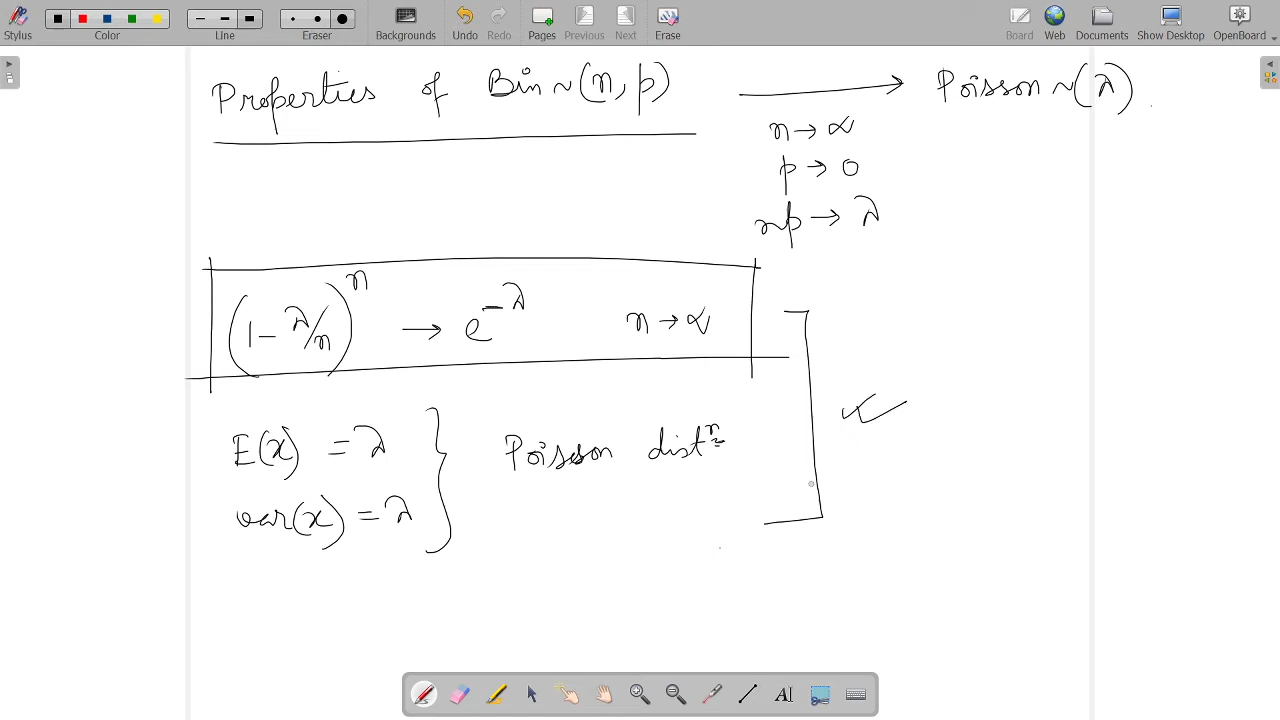 Stylus Color Line Eraser Backgrounds Undo Redo Pages Previous Next Erase Board Web Documents Show Desktop OpenBoard
Properties of Bin ~ (n, p) → Poisson ~ (λ)
n → ∝
p → 0
np → λ
(1 - λ/n)^n → e^-λ n → ∝
E(x) = λ
var(x) = λ
} Poisson dist^n